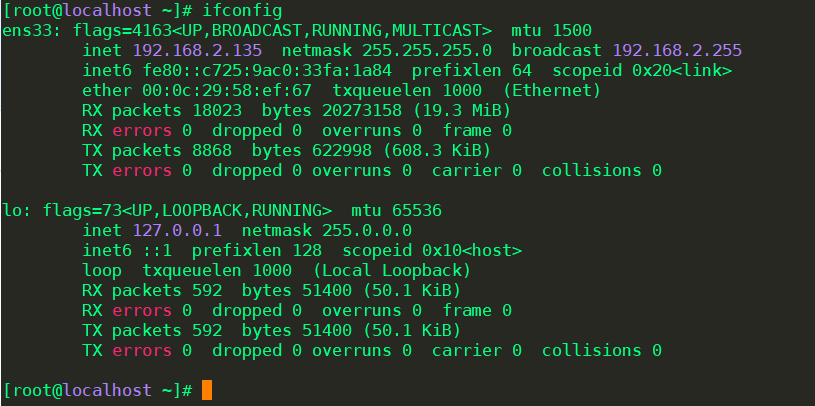 [root@localhost ~]# ifconfig
ens33: flags=4163<UP,BROADCAST,RUNNING,MULTICAST>  mtu 1500
        inet 192.168.2.135  netmask 255.255.255.0  broadcast 192.168.2.255
        inet6 fe80::c725:9ac0:33fa:1a84  prefixlen 64  scopeid 0x20<link>
        ether 00:0c:29:58:ef:67  txqueuelen 1000  (Ethernet)
        RX packets 18023  bytes 20273158 (19.3 MiB)
        RX errors 0  dropped 0  overruns 0  frame 0
        TX packets 8868  bytes 622998 (608.3 KiB)
        TX errors 0  dropped 0 overruns 0  carrier 0  collisions 0

lo: flags=73<UP,LOOPBACK,RUNNING>  mtu 65536
        inet 127.0.0.1  netmask 255.0.0.0
        inet6 ::1  prefixlen 128  scopeid 0x10<host>
        loop  txqueuelen 1000  (Local Loopback)
        RX packets 592  bytes 51400 (50.1 KiB)
        RX errors 0  dropped 0  overruns 0  frame 0
        TX packets 592  bytes 51400 (50.1 KiB)
        TX errors 0  dropped 0 overruns 0  carrier 0  collisions 0

[root@localhost ~]#